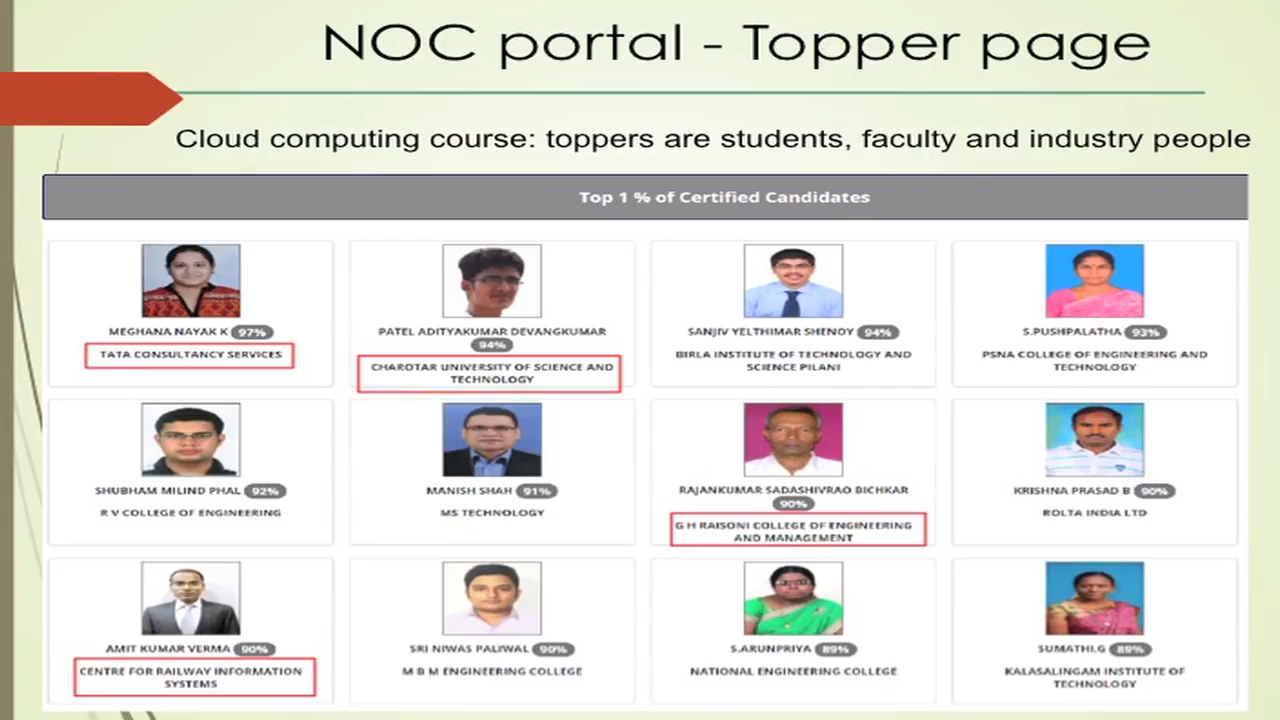 NOC portal - Topper page
Cloud computing course: toppers are students, faculty and industry people
Top 1 % of Certified Candidates
MEGHANA NAYAK K 97%
TATA CONSULTANCY SERVICES
PATEL ADITYAKUMAR DEVANGKUMAR
94%
CHAROTAR UNIVERSITY OF SCIENCE AND
TECHNOLOGY
SANJIV YELTHIMAR SHENOY 94%
BIRLA INSTITUTE OF TECHNOLOGY AND
SCIENCE PILANI
S.PUSHPALATHA 93%
PSNA COLLEGE OF ENGINEERING AND
TECHNOLOGY
SHUBHAM MILIND PHAL 92%
R V COLLEGE OF ENGINEERING
MANISH SHAH 91%
MS TECHNOLOGY
RAJANKUMAR SADASHIVRAO BICHKAR
90%
G H RAISONI COLLEGE OF ENGINEERING
AND MANAGEMENT
KRISHNA PRASAD B 90%
ROLTA INDIA LTD
AMIT KUMAR VERMA 90%
CENTRE FOR RAILWAY INFORMATION
SYSTEMS
SRI NIWAS PALIWAL 90%
M B M ENGINEERING COLLEGE
S.ARUNPRIYA 89%
NATIONAL ENGINEERING COLLEGE
SUMATHI.G 89%
KALASALINGAM INSTITUTE OF
TECHNOLOGY